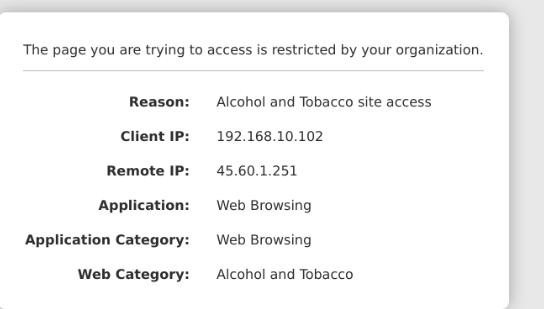 The page you are trying to access is restricted by your organization.
Reason: Alcohol and Tobacco site access
Client IP: 192.168.10.102
Remote IP: 45.60.1.251
Application: Web Browsing
Application Category: Web Browsing
Web Category: Alcohol and Tobacco